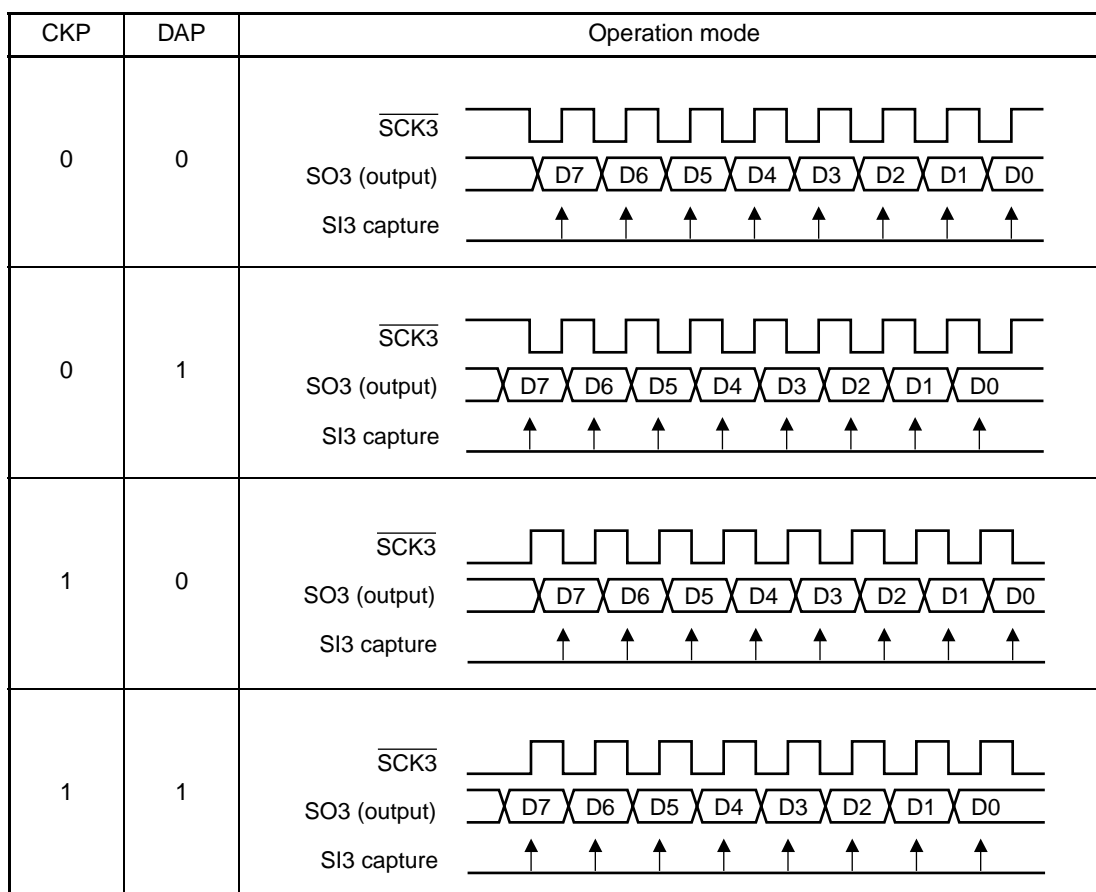 CKP DAP Operation mode
0 0
SCK3
SO3 (output) D7 D6 D5 D4 D3 D2 D1 D0
SI3 capture
0 1
SCK3
SO3 (output) D7 D6 D5 D4 D3 D2 D1 D0
SI3 capture
1 0
SCK3
SO3 (output) D7 D6 D5 D4 D3 D2 D1 D0
SI3 capture
1 1
SCK3
SO3 (output) D7 D6 D5 D4 D3 D2 D1 D0
SI3 capture